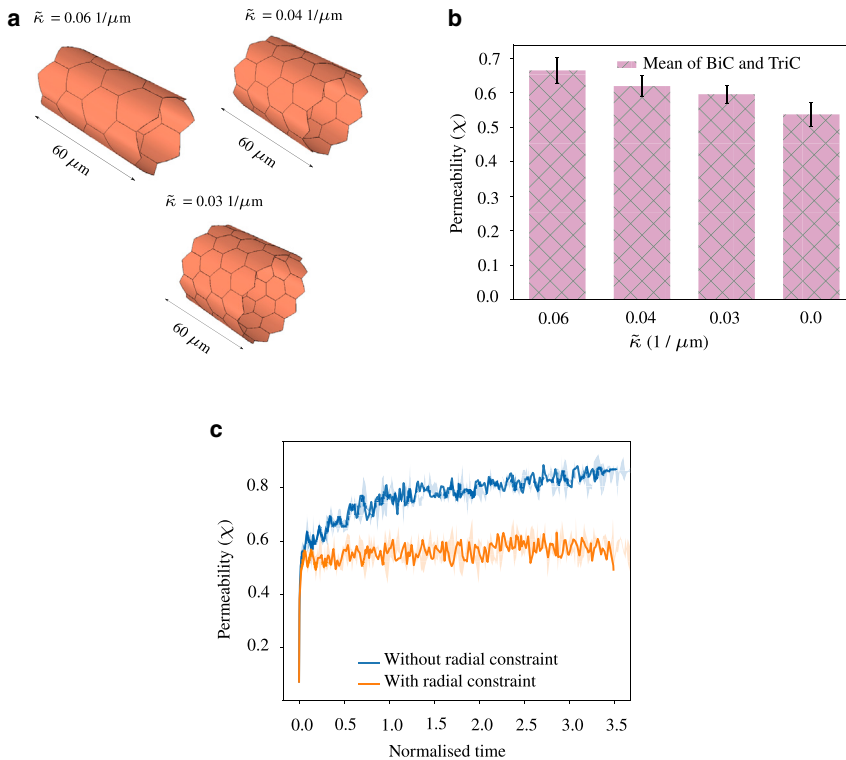 a
κ̃ = 0.06 1/μm
60 μm
κ̃ = 0.04 1/μm
60 μm
κ̃ = 0.03 1/μm
60 μm
b
Permeability (χ)
0.7
0.6
0.5
0.4
0.3
0.2
0.1
0.0
Mean of BiC and TriC
0.06 0.04 0.03 0.0
κ̃ (1 / μm)
c
Permeability (χ)
0.8
0.6
0.4
0.2
Without radial constraint
With radial constraint
0.0 0.5 1.0 1.5 2.0 2.5 3.0 3.5
Normalised time